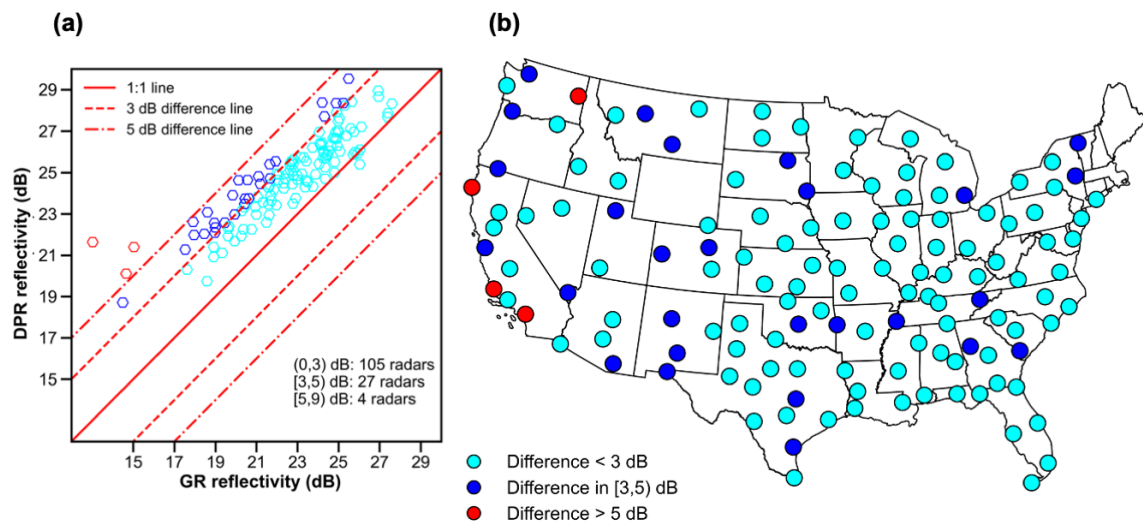 (a)
(b)
29
27
25
23
21
19
17
15
DPR reflectivity (dB)
1:1 line
3 dB difference line
5 dB difference line
(0,3) dB: 105 radars
[3,5) dB: 27 radars
[5,9) dB: 4 radars
15 17 19 21 23 25 27 29
GR reflectivity (dB)
Difference < 3 dB
Difference in [3,5) dB
Difference > 5 dB